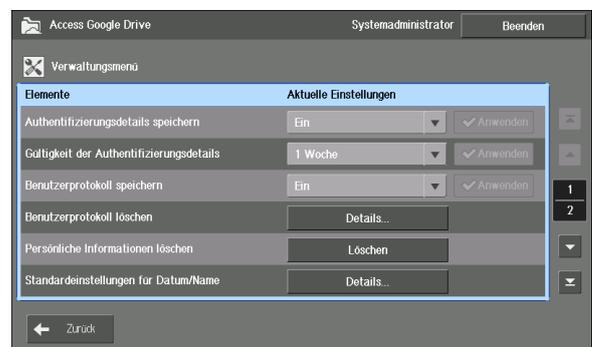 Access Google Drive Systemadministrator Beenden
Verwaltungsmenü
Elemente Aktuelle Einstellungen
Authentifizierungsdetails speichern Ein Anwenden
Gültigkeit der Authentifizierungsdetails 1 Woche Anwenden
Benutzerprotokoll speichern Ein Anwenden
1
Benutzerprotokoll löschen Details... 2
Persönliche Informationen löschen Löschen
Standardeinstellungen für Datum/Name Details...
Zurück